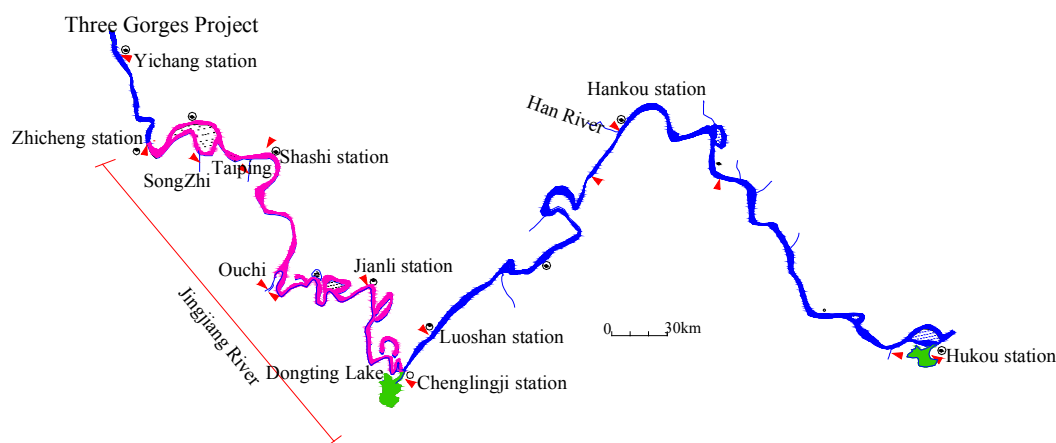 Three Gorges Project
Yichang station
Hankou station
Han River
Zhicheng station
Shashi station
Taiping
SongZhi
Ouchi
Jianli station
Jingjiang River
0 30km
Luoshan station
Hukou station
Dongting Lake
Chenglingji station